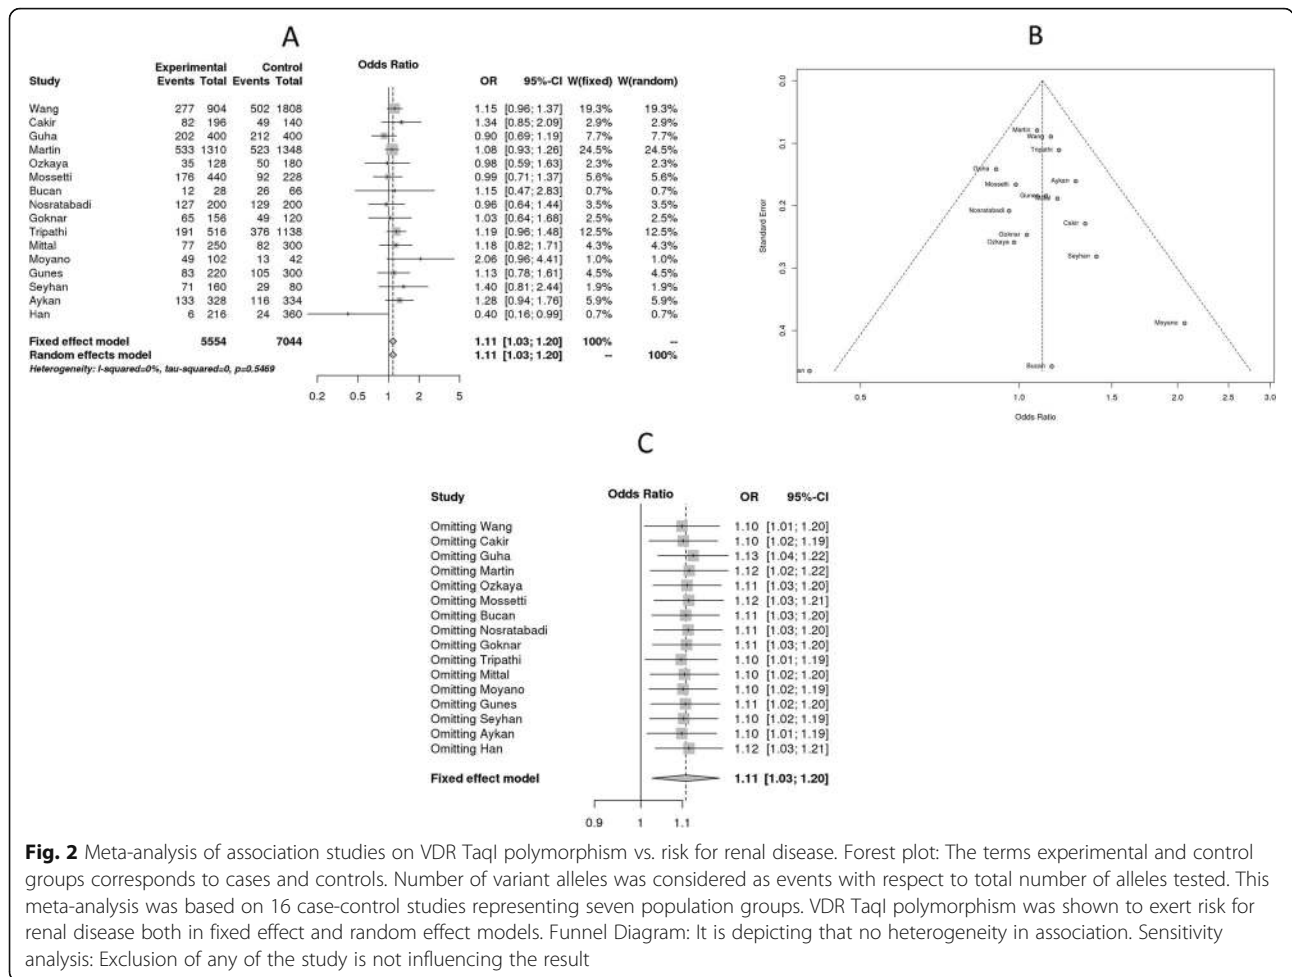 A
Experimental Control Odds Ratio
Study Events Total Events Total OR 95%-CI W(fixed) W(random)
Wang 277 904 502 1808 1.15 [0.96; 1.37] 19.3% 19.3%
Cakir 82 196 49 140 1.34 [0.85; 2.09] 2.9% 2.9%
Guha 202 400 212 400 0.90 [0.69; 1.19] 7.7% 7.7%
Martin 533 1310 523 1348 1.08 [0.93; 1.26] 24.5% 24.5%
Ozkaya 35 128 50 180 0.98 [0.59; 1.63] 2.3% 2.3%
Mossetti 176 440 92 228 0.99 [0.71; 1.37] 5.6% 5.6%
Bucan 12 28 26 66 1.15 [0.47; 2.83] 0.7% 0.7%
Nosratabadi 127 200 129 200 0.96 [0.64; 1.44] 3.5% 3.5%
Goknar 65 156 49 120 1.03 [0.64; 1.68] 2.5% 2.5%
Tripathi 191 516 376 1138 1.19 [0.96; 1.48] 12.5% 12.5%
Mittal 77 250 82 300 1.18 [0.82; 1.71] 4.3% 4.3%
Moyano 49 102 13 42 2.06 [0.96; 4.41] 1.0% 1.0%
Gunes 83 220 105 300 1.13 [0.78; 1.61] 4.5% 4.5%
Seyhan 71 160 29 80 1.40 [0.81; 2.44] 1.9% 1.9%
Aykan 133 328 116 334 1.28 [0.94; 1.76] 5.9% 5.9%
Han 6 216 24 360 0.40 [0.16; 0.99] 0.7% 0.7%
Fixed effect model 5554 7044 1.11 [1.03; 1.20] 100% --
Random effects model 1.11 [1.03; 1.20] -- 100%
Heterogeneity: I-squared=0%, tau-squared=0, p=0.5469
0.2 0.5 1 2 5
B
Standard Error
0.0
0.1
0.2
0.3
0.4
Martin
Wang
Tripathi
Guha
Aykan
Mossetti
Gunes
Nosratabadi
Cakir
Goknar
Ozkaya
Seyhan
Moyano
Bucan
an
0.5 1.0 1.5 2.0 2.5 3.0
Odds Ratio
C
Study Odds Ratio OR 95%-CI
Omitting Wang 1.10 [1.01; 1.20]
Omitting Cakir 1.10 [1.02; 1.19]
Omitting Guha 1.13 [1.04; 1.22]
Omitting Martin 1.12 [1.02; 1.22]
Omitting Ozkaya 1.11 [1.03; 1.20]
Omitting Mossetti 1.12 [1.03; 1.21]
Omitting Bucan 1.11 [1.03; 1.20]
Omitting Nosratabadi 1.11 [1.03; 1.20]
Omitting Goknar 1.11 [1.03; 1.20]
Omitting Tripathi 1.10 [1.01; 1.19]
Omitting Mittal 1.10 [1.02; 1.20]
Omitting Moyano 1.10 [1.02; 1.19]
Omitting Gunes 1.11 [1.02; 1.20]
Omitting Seyhan 1.10 [1.02; 1.19]
Omitting Aykan 1.10 [1.01; 1.19]
Omitting Han 1.12 [1.03; 1.21]
Fixed effect model 1.11 [1.03; 1.20]
0.9 1 1.1
Fig. 2 Meta-analysis of association studies on VDR TaqI polymorphism vs. risk for renal disease. Forest plot: The terms experimental and control
groups corresponds to cases and controls. Number of variant alleles was considered as events with respect to total number of alleles tested. This
meta-analysis was based on 16 case-control studies representing seven population groups. VDR TaqI polymorphism was shown to exert risk for
renal disease both in fixed effect and random effect models. Funnel Diagram: It is depicting that no heterogeneity in association. Sensitivity
analysis: Exclusion of any of the study is not influencing the result